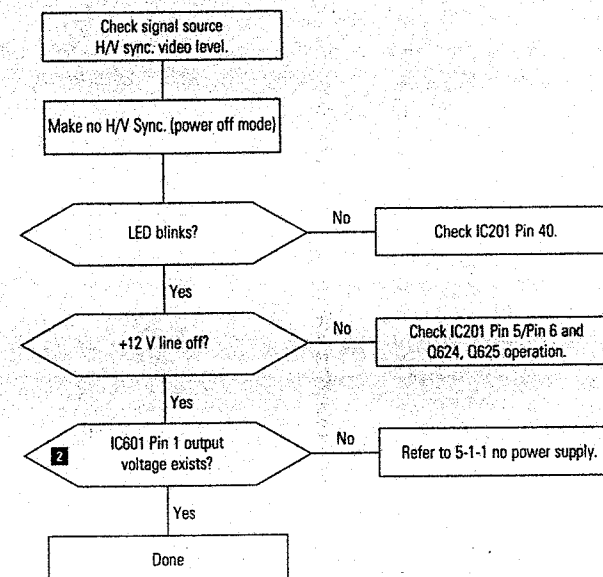 Check signal source
H/V sync. video level.
Make no H/V Sync. (power off mode)
LED blinks?
No
Check IC201 Pin 40.
Yes
+12 V line off?
No
Check IC201 Pin 5/Pin 6 and
Q624, Q625 operation.
Yes
2
IC601 Pin 1 output
voltage exists?
No
Refer to 5-1-1 no power supply.
Yes
Done